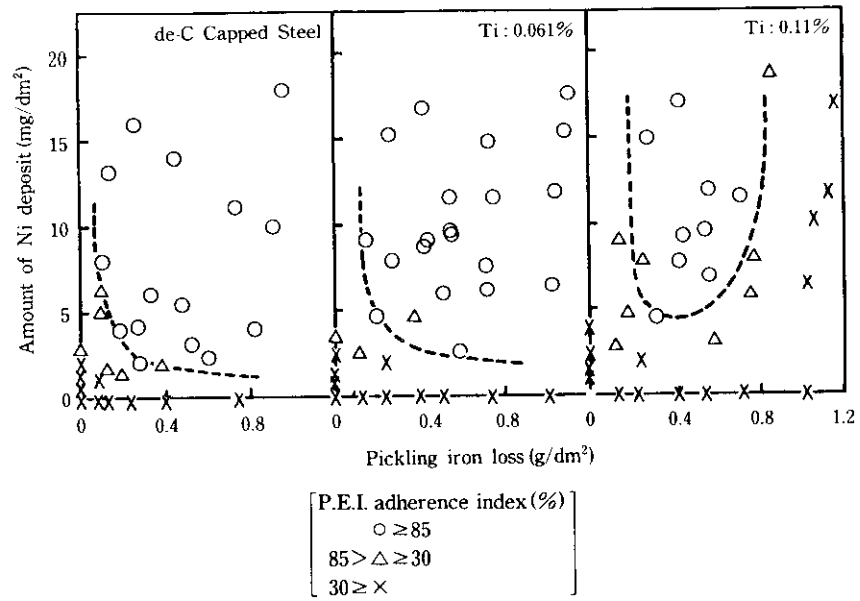 de-C Capped Steel
Ti : 0.061%
Ti : 0.11%
Amount of Ni deposit (mg/dm²)
20
15
10
5
0
0 0.4 0.8
0 0.4 0.8
0 0.4 0.8 1.2
Pickling iron loss (g/dm²)
P.E.I. adherence index (%)
○ ≥85
85> △ ≥30
30≥ ×